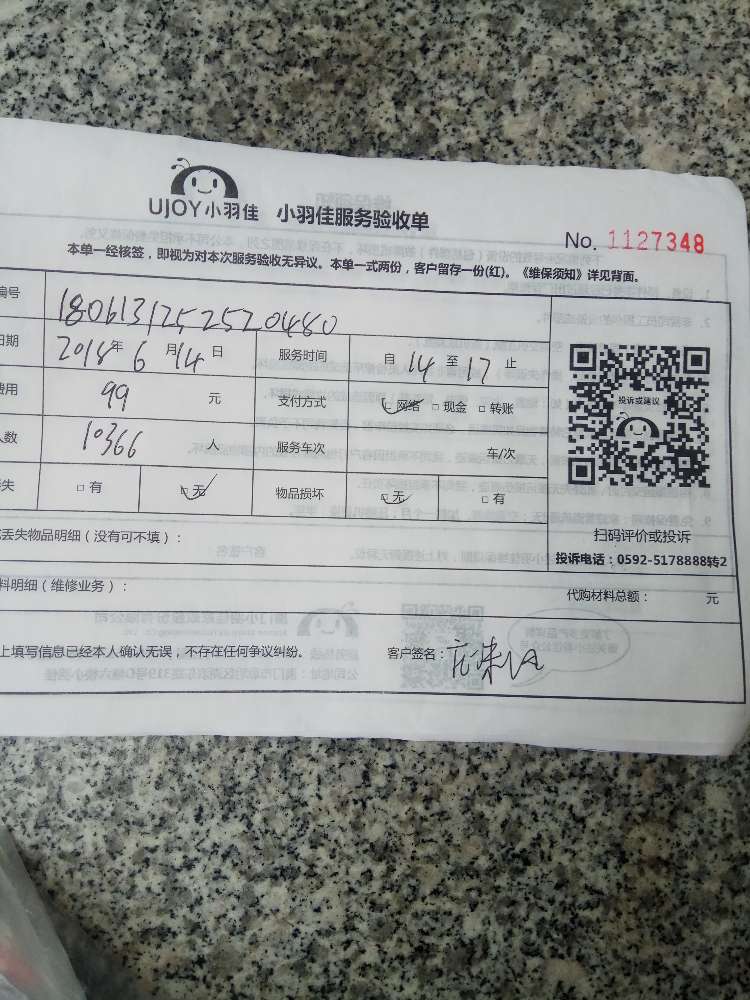 UJOY小羽佳 小羽佳服务验收单
No. 1127348
本单一经核签，即视为对本次服务验收无异议。本单一式两份，客户留存一份(红)。《维保须知》详见背面。
编号 1806131252520480
日期 2018年 6月 14日 服务时间 自 14 至 17 止
费用 99 元 支付方式 ☑网络 □现金 □转账
人数 10366 人 服务车次 车/次
失 □有 ☑无 物品损坏 ☑无 □有
投诉或建议
扫码评价或投诉
投诉电话：0592-5178888转2
丢失物品明细（没有可不填）：
料明细（维修业务）： 代购材料总额： 元
上填写信息已经本人确认无误，不存在任何争议纠纷。 客户签名：